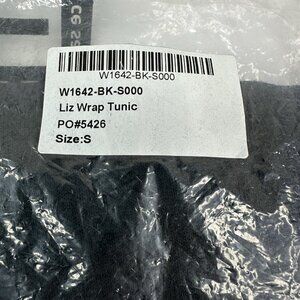 W1642-BK-S000
W1642-BK-S000
Liz Wrap Tunic
PO#5426
Size:S